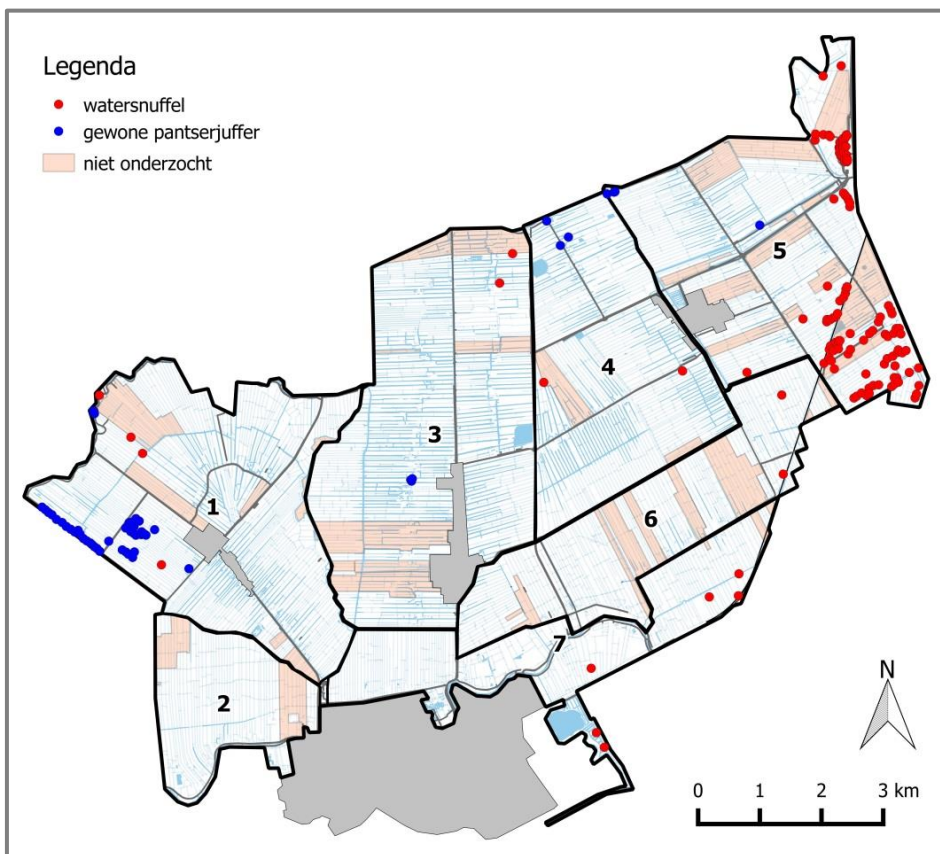 Legenda
watersnuffel
gewone pantserjuffer
niet onderzocht
5
4
3
1
6
7
2
N
0 1 2 3 km